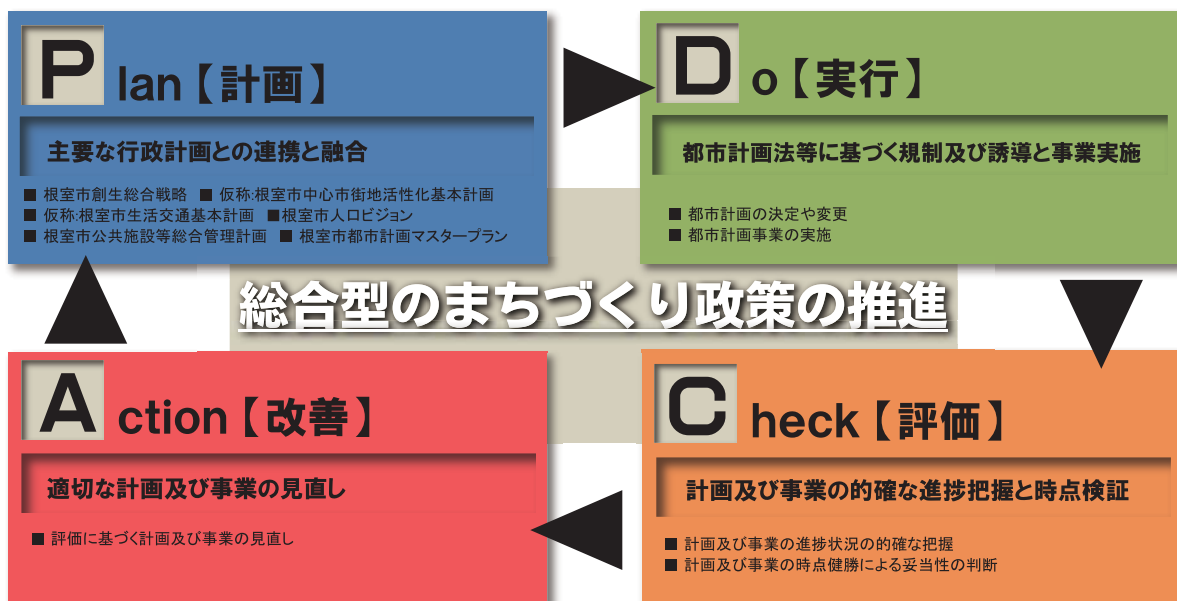 Plan【計画】
主要な行政計画との連携と融合
■ 根室市創生総合戦略 ■ 仮称:根室市中心市街地活性化基本計画
■ 仮称:根室市生活交通基本計画 ■根室市人口ビジョン
■ 根室市公共施設等総合管理計画 ■ 根室市都市計画マスタープラン
Do【実行】
都市計画法等に基づく規制及び誘導と事業実施
■ 都市計画の決定や変更
■ 都市計画事業の実施
総合型のまちづくり政策の推進
Action【改善】
適切な計画及び事業の見直し
■ 評価に基づく計画及び事業の見直し
Check【評価】
計画及び事業の的確な進捗把握と時点検証
■ 計画及び事業の進捗状況の的確な把握
■ 計画及び事業の時点健勝による妥当性の判断